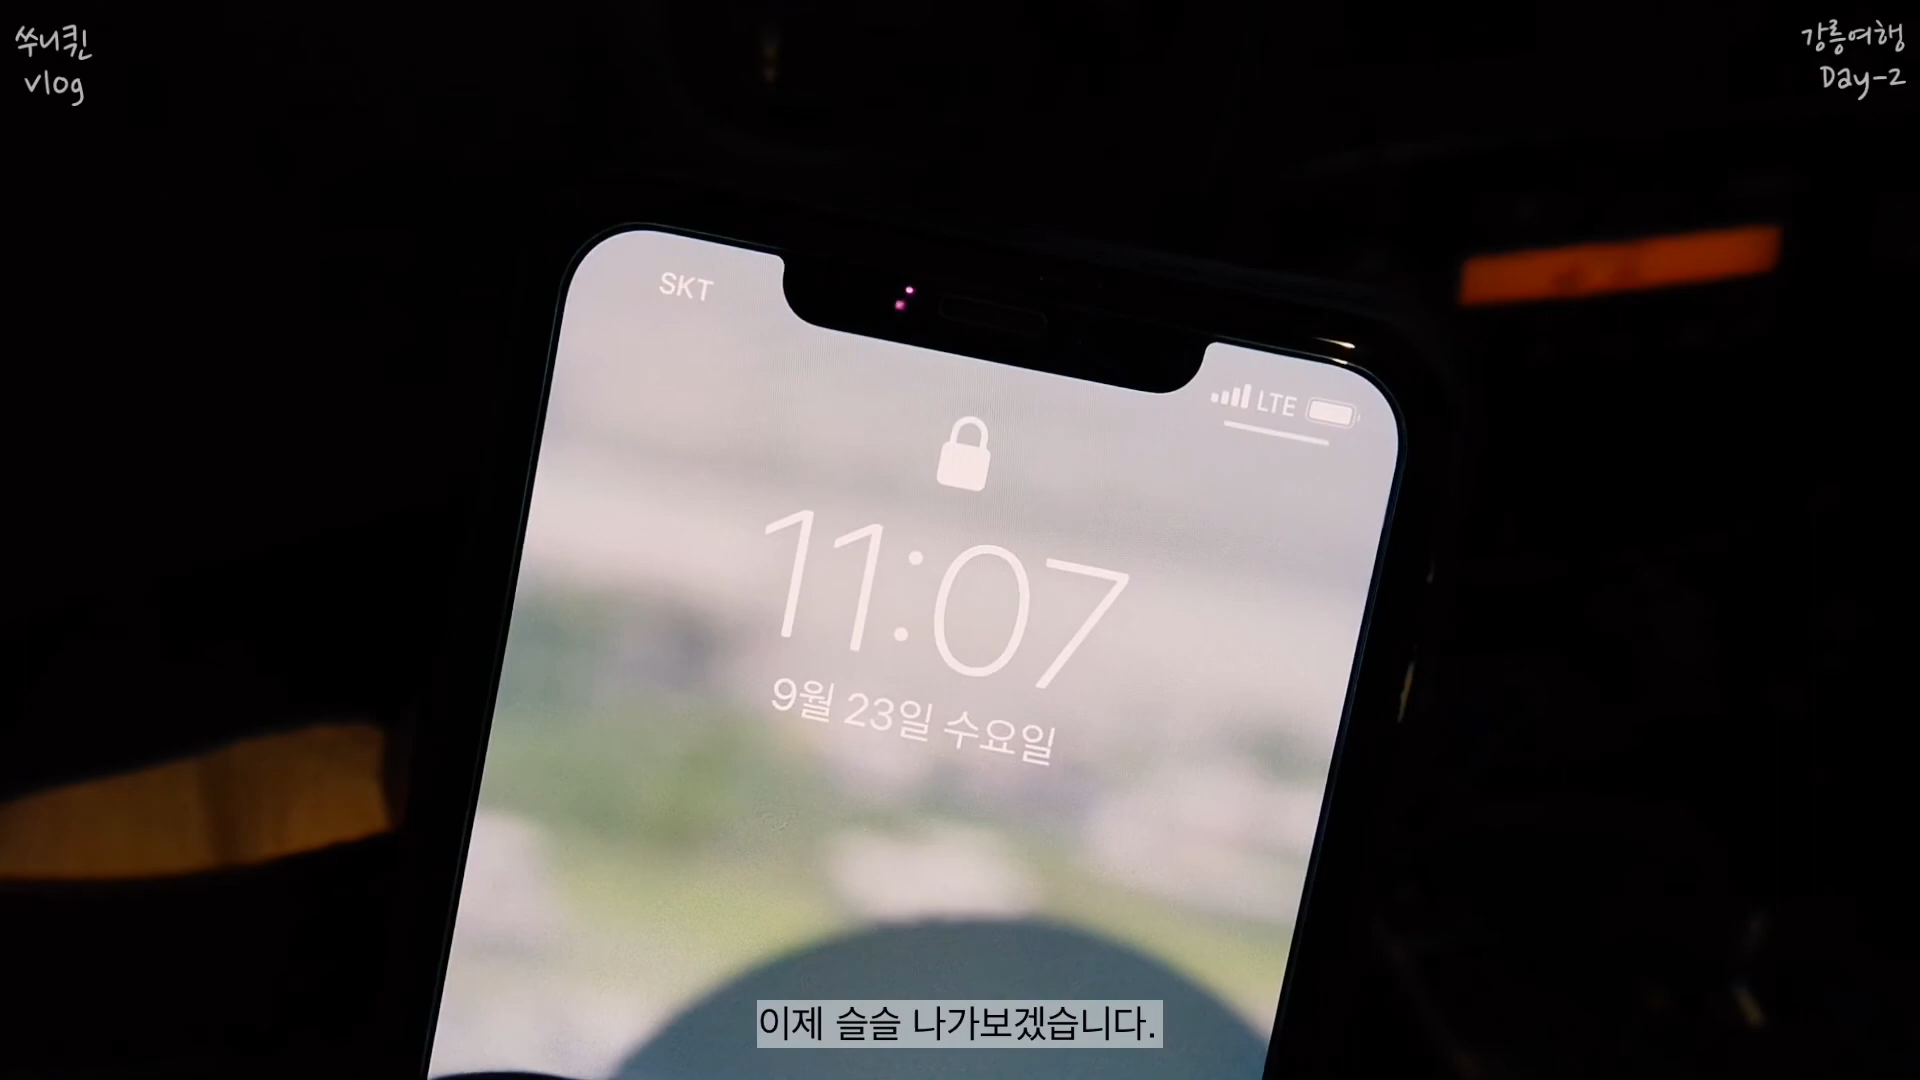 쑤니퀸
vlog
강릉여행
Day-2
SKT
LTE
11:07
9월 23일 수요일
이제 슬슬 나가보겠습니다.